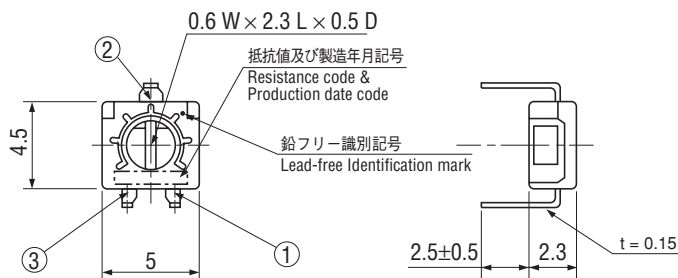 0.6 W × 2.3 L × 0.5 D
②
抵抗値及び製造年月記号
Resistance code &
Production date code
鉛フリー識別記号
Lead-free Identification mark
4.5
③
5
①
2.5±0.5
2.3
t = 0.15